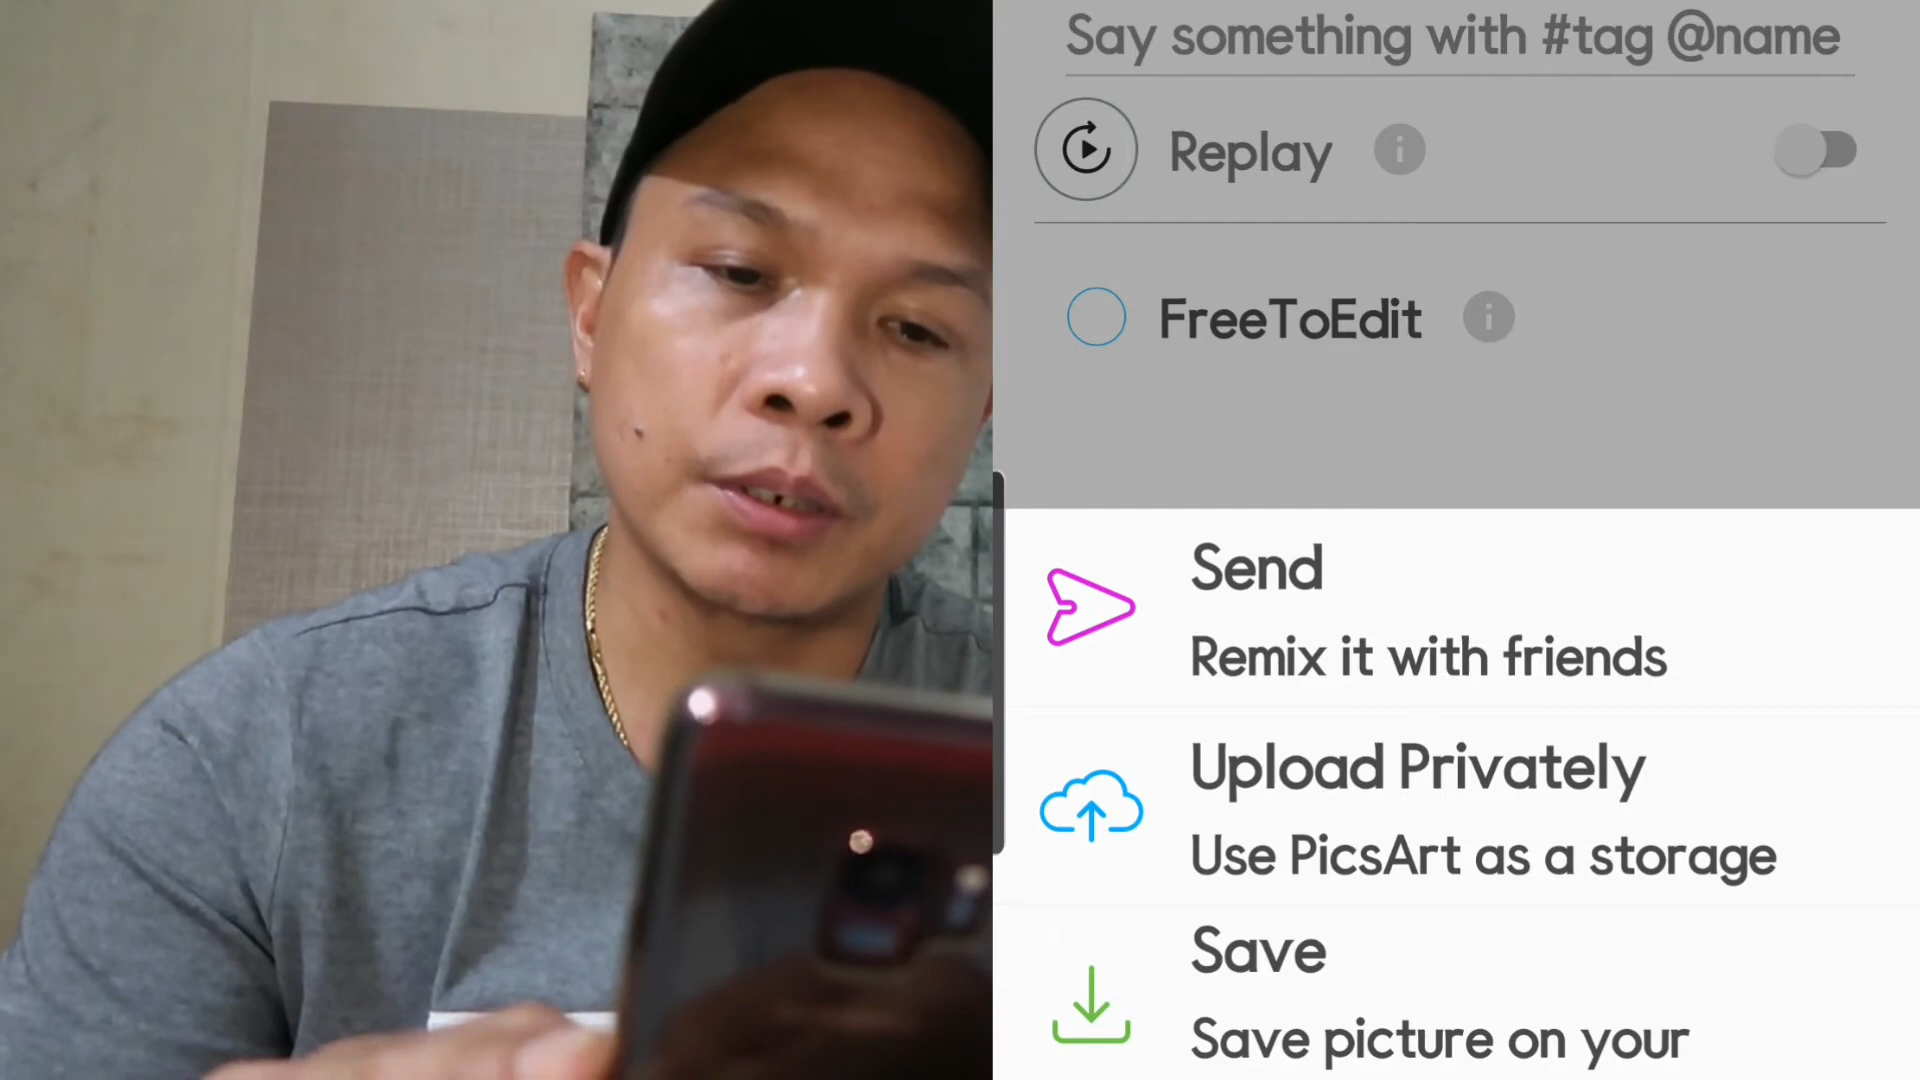 Say something with #tag @name
Replay
FreeToEdit
Send
Remix it with friends
Upload Privately
Use PicsArt as a storage
Save
Save picture on your